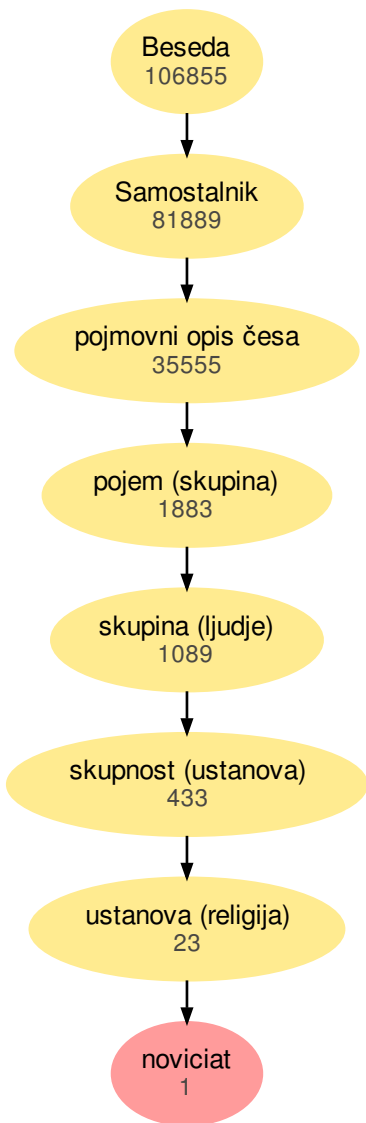 Beseda
106855
Samostalnik
81889
pojmovni opis česa
35555
pojem (skupina)
1883
skupina (ljudje)
1089
skupnost (ustanova)
433
ustanova (religija)
23
noviciat
1